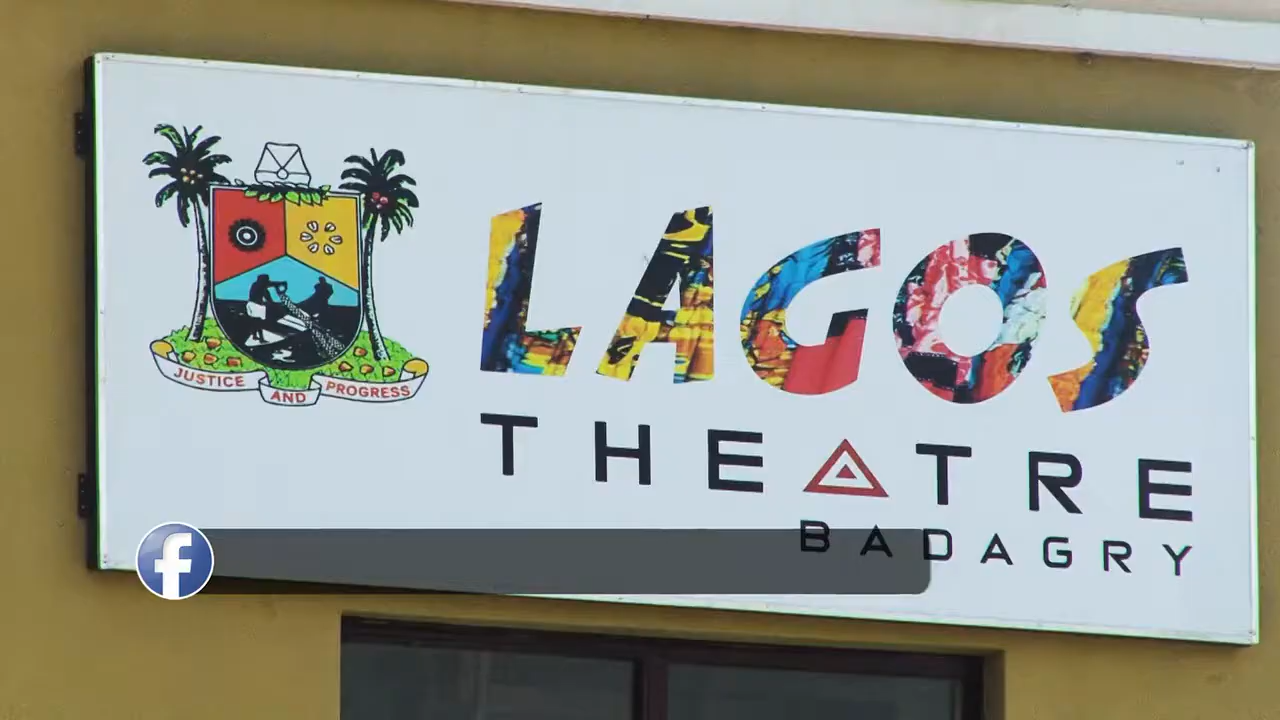 JUSTICE AND PROGRESS
LAGOS
THEATRE
BADAGRY
f